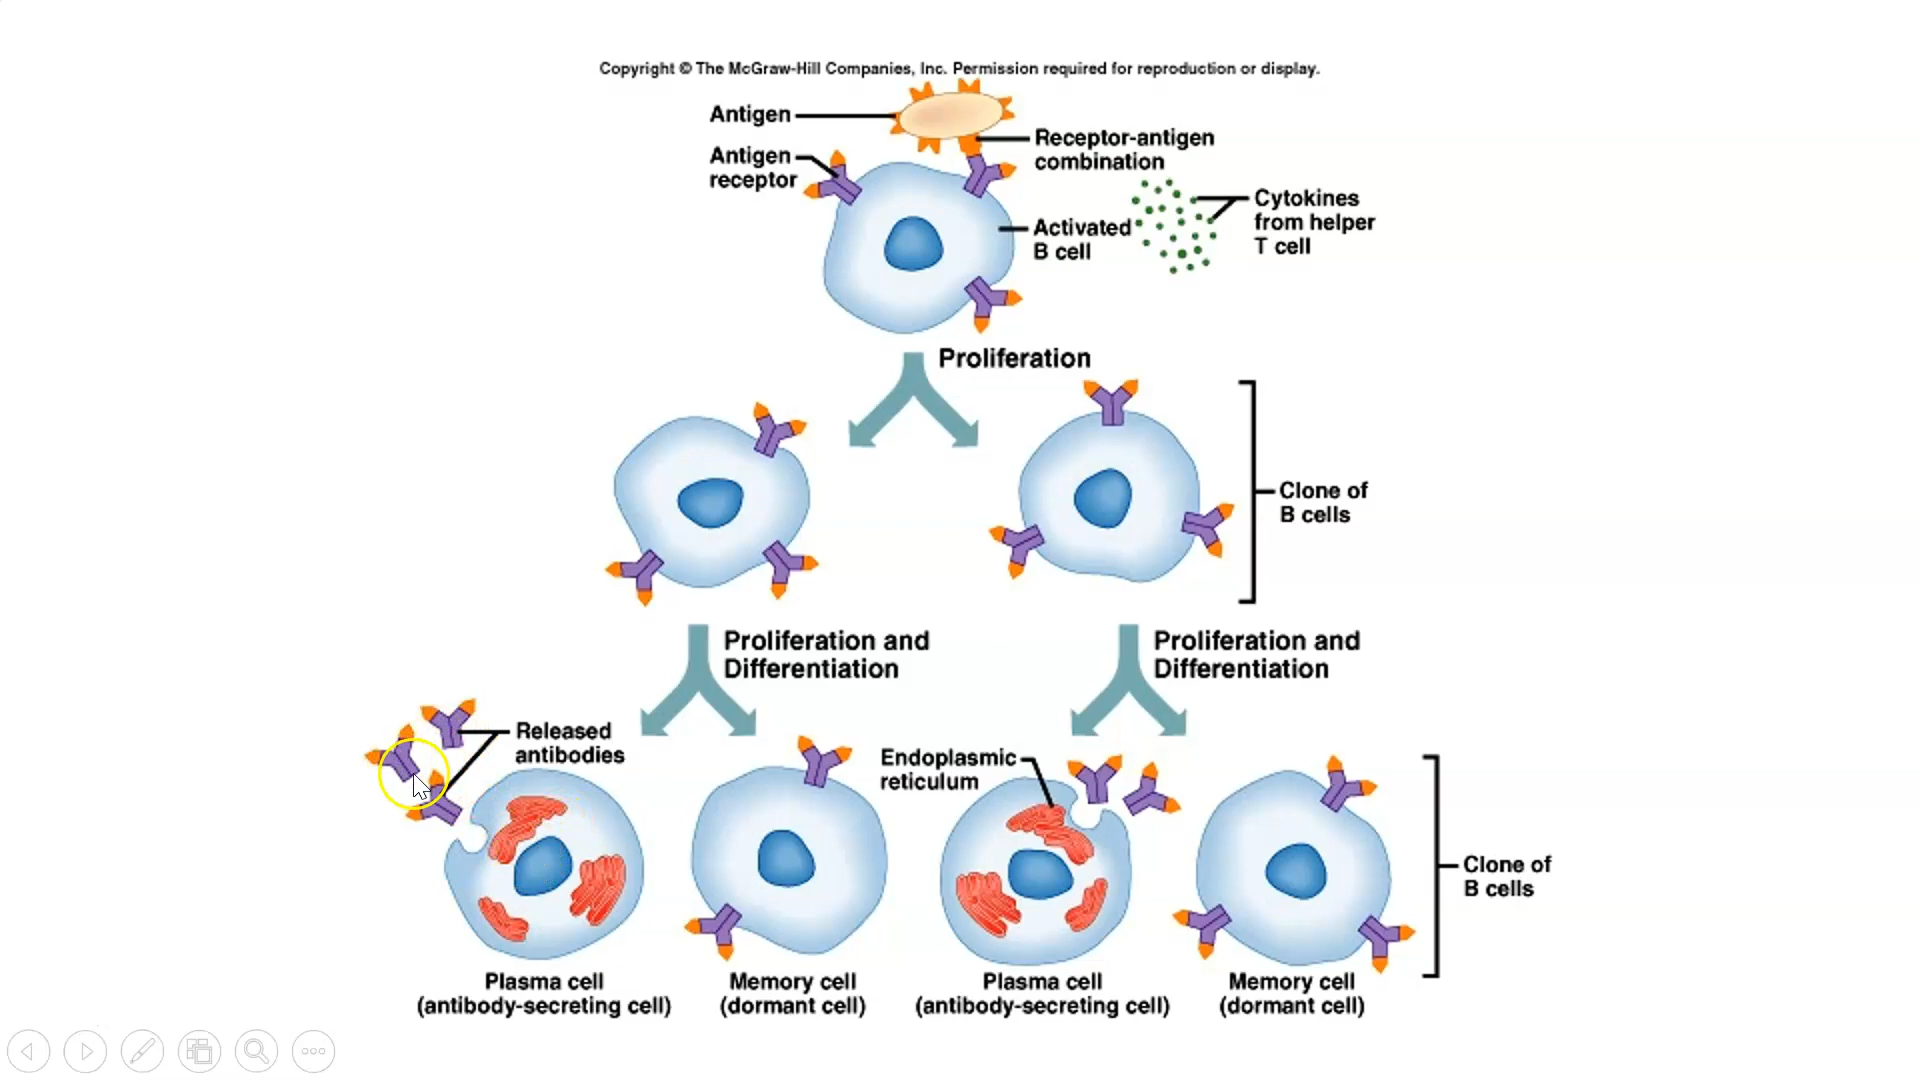 Copyright © The McGraw-Hill Companies, Inc. Permission required for reproduction or display.
Antigen
Receptor-antigen
combination
Antigen
receptor
Cytokines
from helper
T cell
Activated
B cell
Proliferation
Clone of
B cells
Proliferation and
Differentiation
Proliferation and
Differentiation
Released
antibodies
Endoplasmic
reticulum
Clone of
B cells
Plasma cell
(antibody-secreting cell)
Memory cell
(dormant cell)
Plasma cell
(antibody-secreting cell)
Memory cell
(dormant cell)